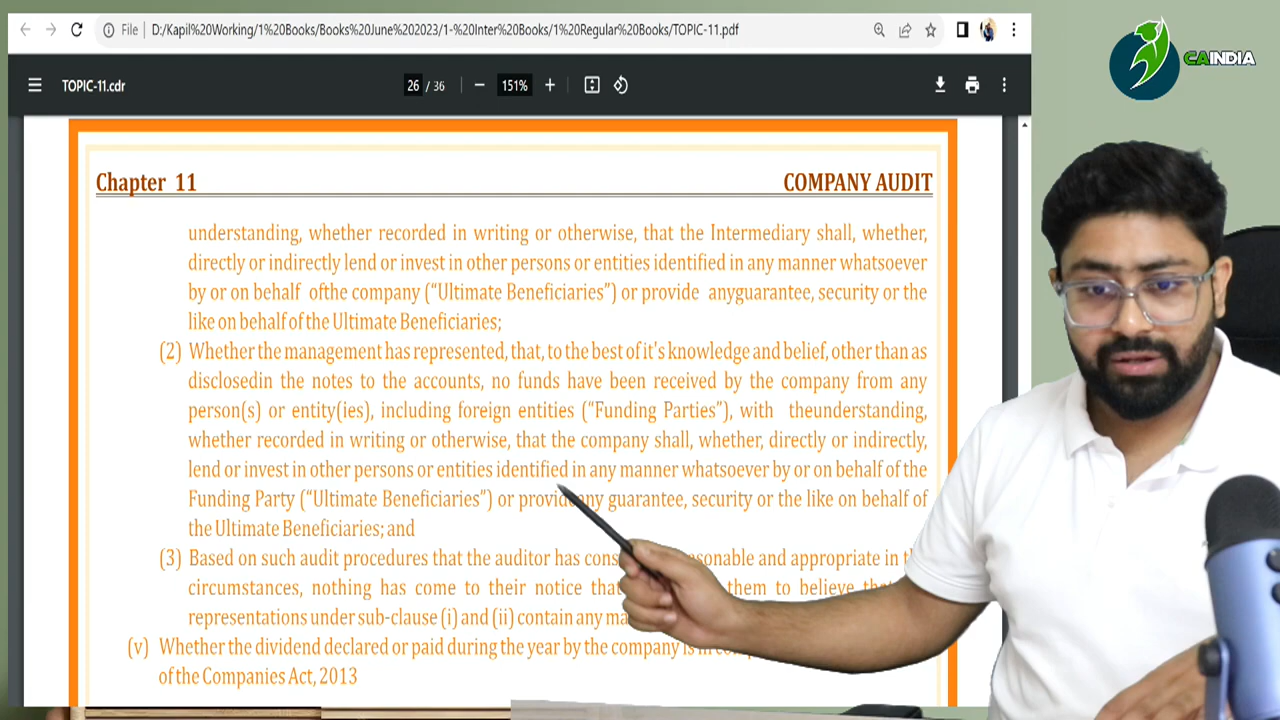 File D:/Kapil%20Working/1%20Books/Books%20June%202023/1-%20Inter%20Books/1%20Regular%20Books/TOPIC-11.pdf
CAINDIA
TOPIC-11.cdr 26 / 36 151%
Chapter 11 COMPANY AUDIT
understanding, whether recorded in writing or otherwise, that the Intermediary shall, whether,
directly or indirectly lend or invest in other persons or entities identified in any manner whatsoever
by or on behalf ofthe company (“Ultimate Beneficiaries”) or provide anyguarantee, security or the
like on behalf of the Ultimate Beneficiaries;
(2) Whether the management has represented, that, to the best of it's knowledge and belief, other than as
disclosedin the notes to the accounts, no funds have been received by the company from any
person(s) or entity(ies), including foreign entities (“Funding Parties”), with theunderstanding,
whether recorded in writing or otherwise, that the company shall, whether, directly or indirectly,
lend or invest in other persons or entities identified in any manner whatsoever by or on behalf of the
Funding Party (“Ultimate Beneficiaries”) or provide any guarantee, security or the like on behalf of
the Ultimate Beneficiaries; and
(3) Based on such audit procedures that the auditor has and appropriate in
circumstances, nothing has come to their notice that them to believe
representations under sub-clause (i) and (ii) contain any
(v) Whether the dividend declared or paid during the year by the company is in
of the Companies Act, 2013